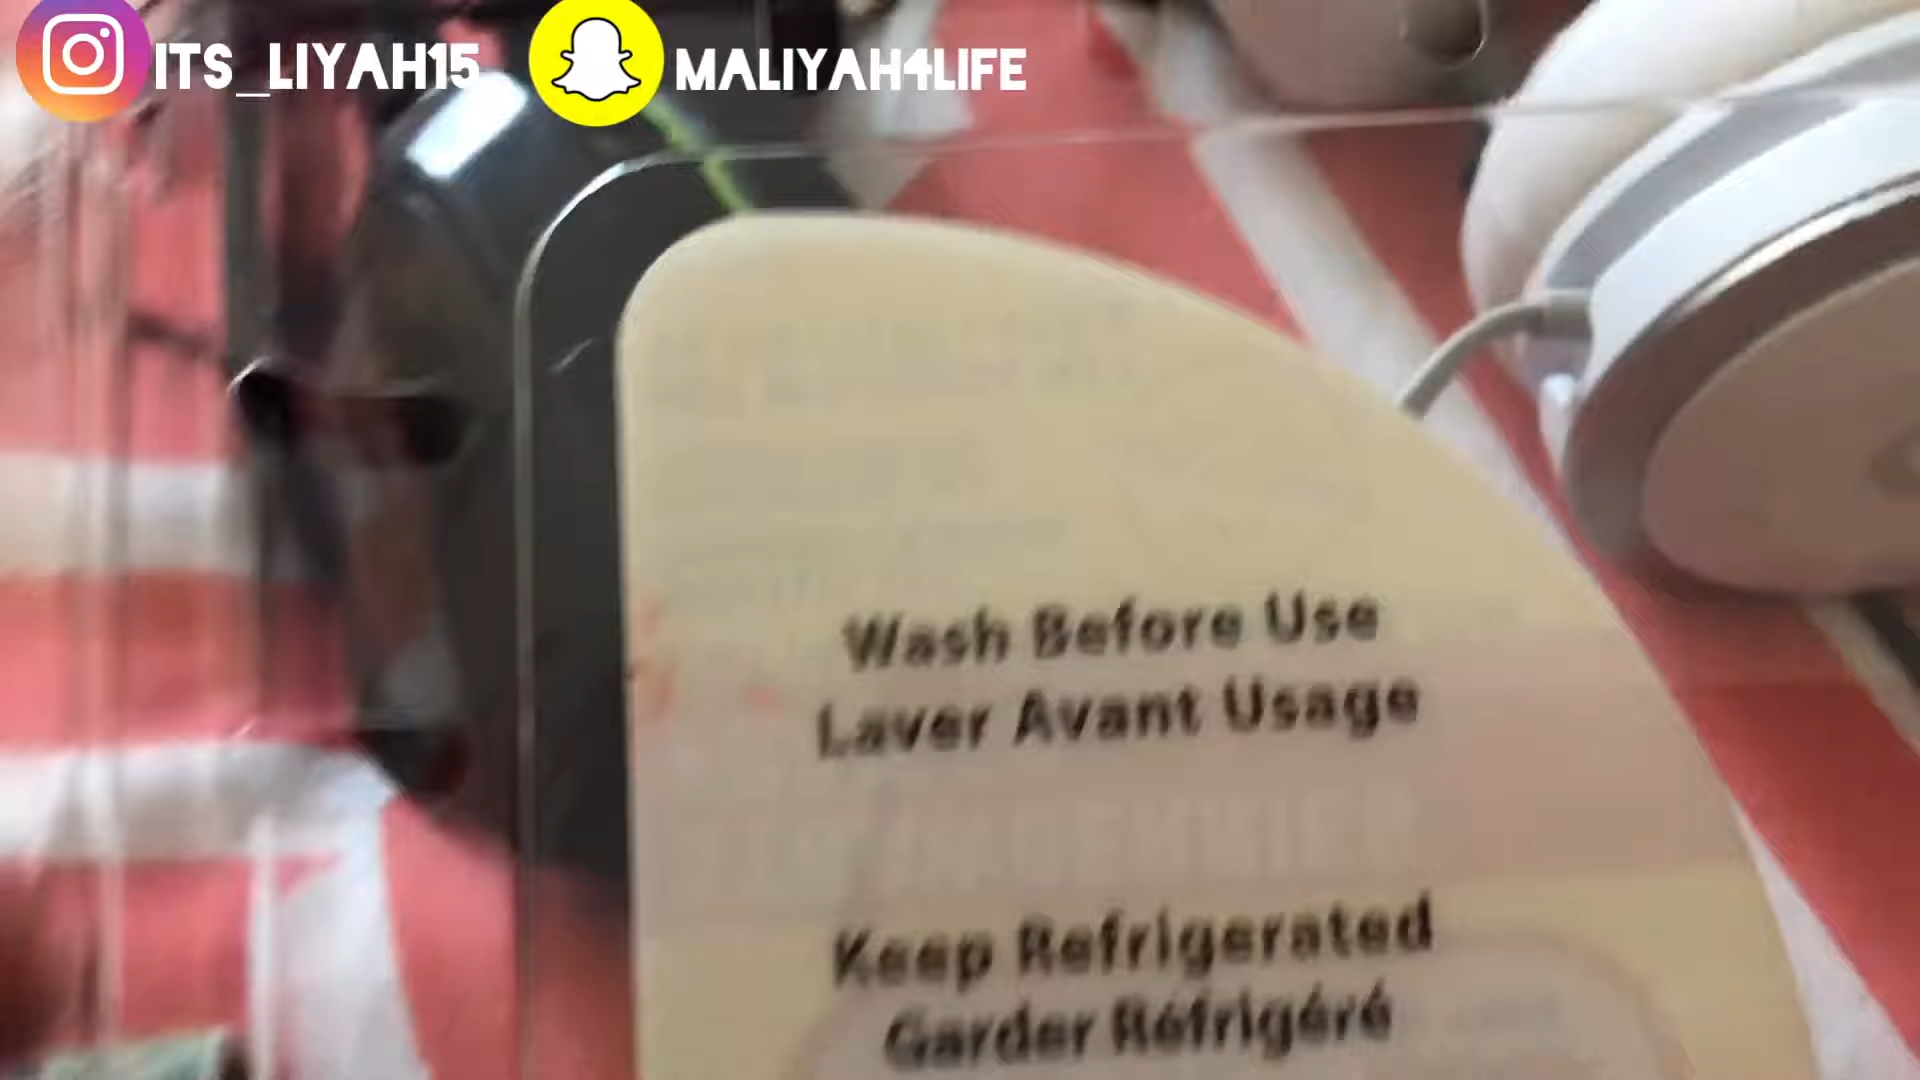 ITS_LIYAH15
MALIYAH4LIFE
Wash Before Use
Laver Avant Usage
Keep Refrigerated
Garder Réfrigéré